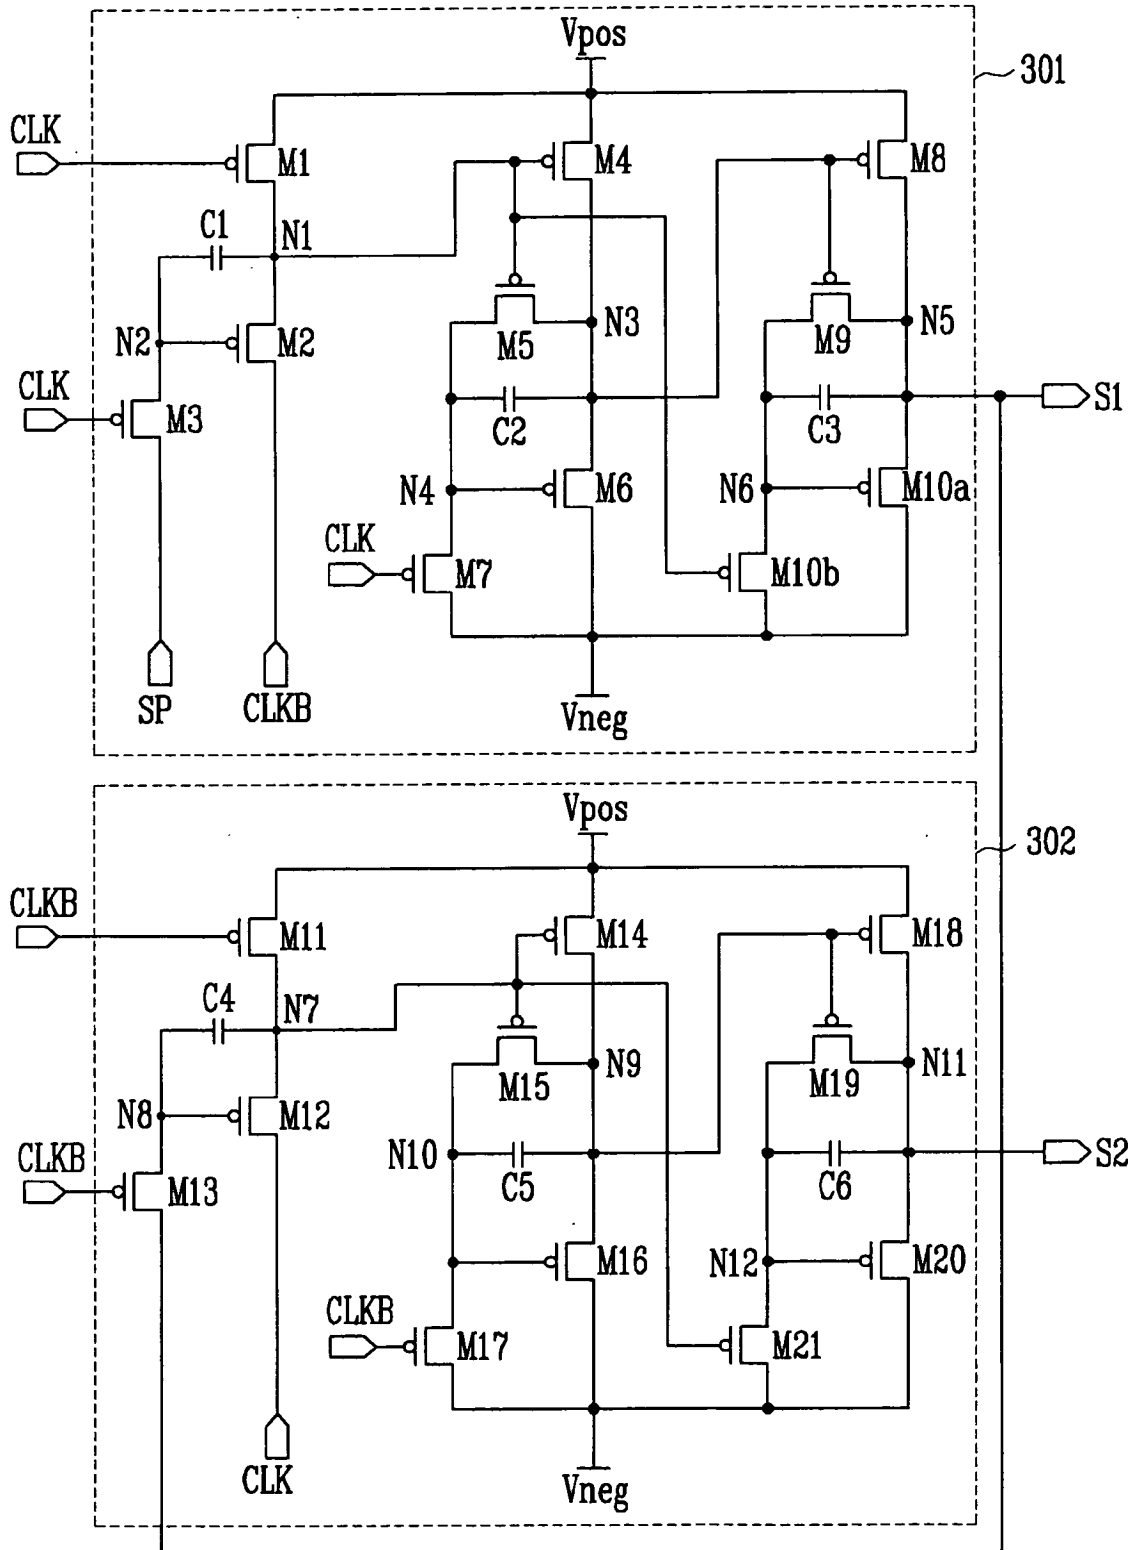 Vpos
301
CLK
M1
M4
M8
C1
N1
N2
M2
M5
N3
M9
N5
CLK
M3
C2
C3
S1
N4
M6
N6
M10a
CLK
M7
M10b
SP
CLKB
Vneg
Vpos
302
CLKB
M11
M14
M18
C4
N7
N8
M12
M15
N9
M19
N11
CLKB
M13
N10
C5
C6
S2
M16
N12
M20
CLKB
M17
M21
CLK
Vneg